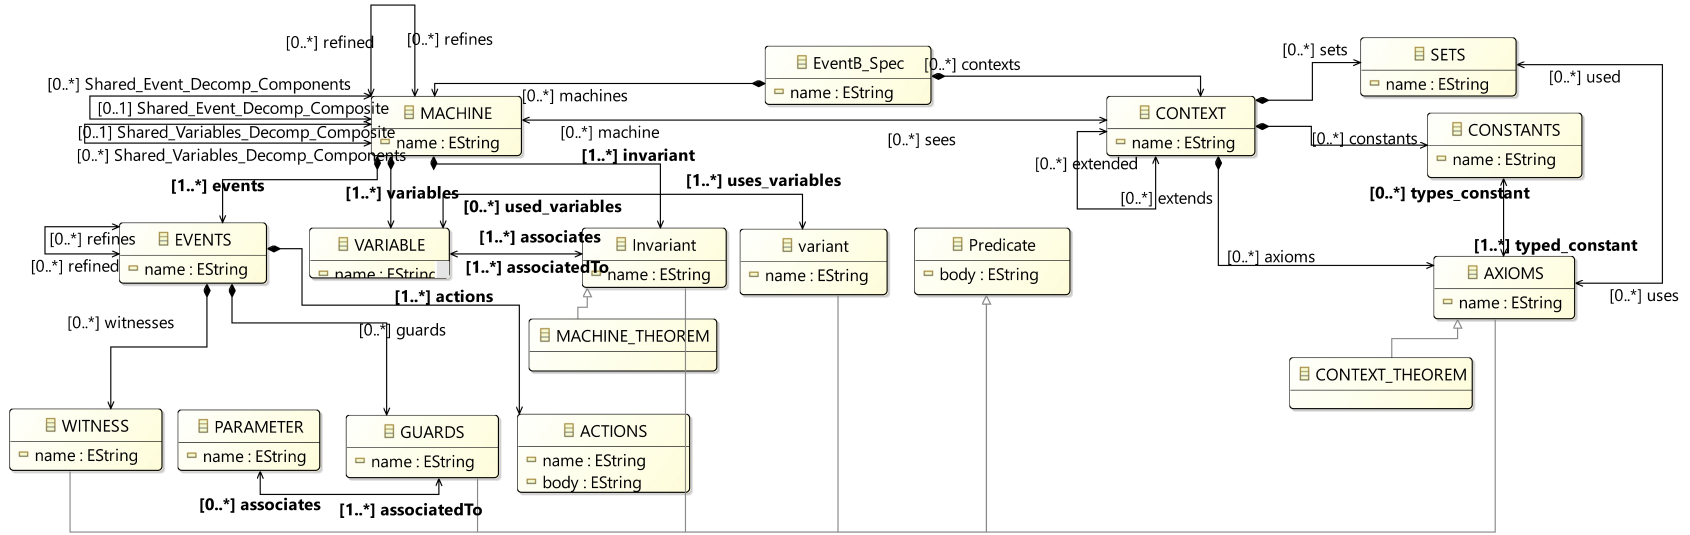 [0..*] refined
[0..*] refines
[0..*] Shared_Event_Decomp_Components
[0..1] Shared_Event_Decomp_Composite
[0..1] Shared_Variables_Decomp_Composite
[0..*] Shared_Variables_Decomp_Components
MACHINE
name : EString
EventB_Spec
name : EString
[0..*] machines
[0..*] contexts
[0..*] machine
[0..*] sees
CONTEXT
name : EString
[0..*] extended
[0..*] extends
[0..*] sets
SETS
name : EString
[0..*] used
[0..*] constants
CONSTANTS
name : EString
[0..*] types_constant
[1..*] typed_constant
[0..*] axioms
AXIOMS
name : EString
[0..*] uses
CONTEXT_THEOREM
[1..*] events
[1..*] variables
[1..*] invariant
[1..*] uses_variables
[0..*] used_variables
[0..*] refines
[0..*] refined
EVENTS
name : EString
VARIABLE
name : EString
[1..*] associates
[1..*] associatedTo
Invariant
name : EString
variant
name : EString
Predicate
body : EString
MACHINE_THEOREM
[0..*] witnesses
[0..*] guards
[1..*] actions
WITNESS
name : EString
PARAMETER
name : EString
GUARDS
name : EString
ACTIONS
name : EString
body : EString
[0..*] associates
[1..*] associatedTo